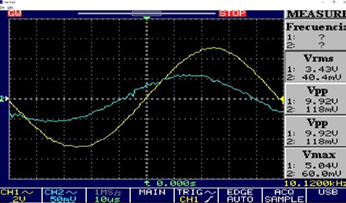 STOP
MEASURE
Frecuencia
1: ?
2: ?
Vrms
1: 3.43V
2: 40.4mV
Vpp
1: 9.92V
2: 118mV
Vpp
1: 9.92V
2: 118mV
Vmax
1: 5.04V
2: 60.0mV
2
t 0.000s
10.1200kHz
CH1 ~ CH2 ~ 1MS/s MAIN TRIG ~ EDGE ACQ USB
2V 50mV 10us CH1 AUTO SAMPLE